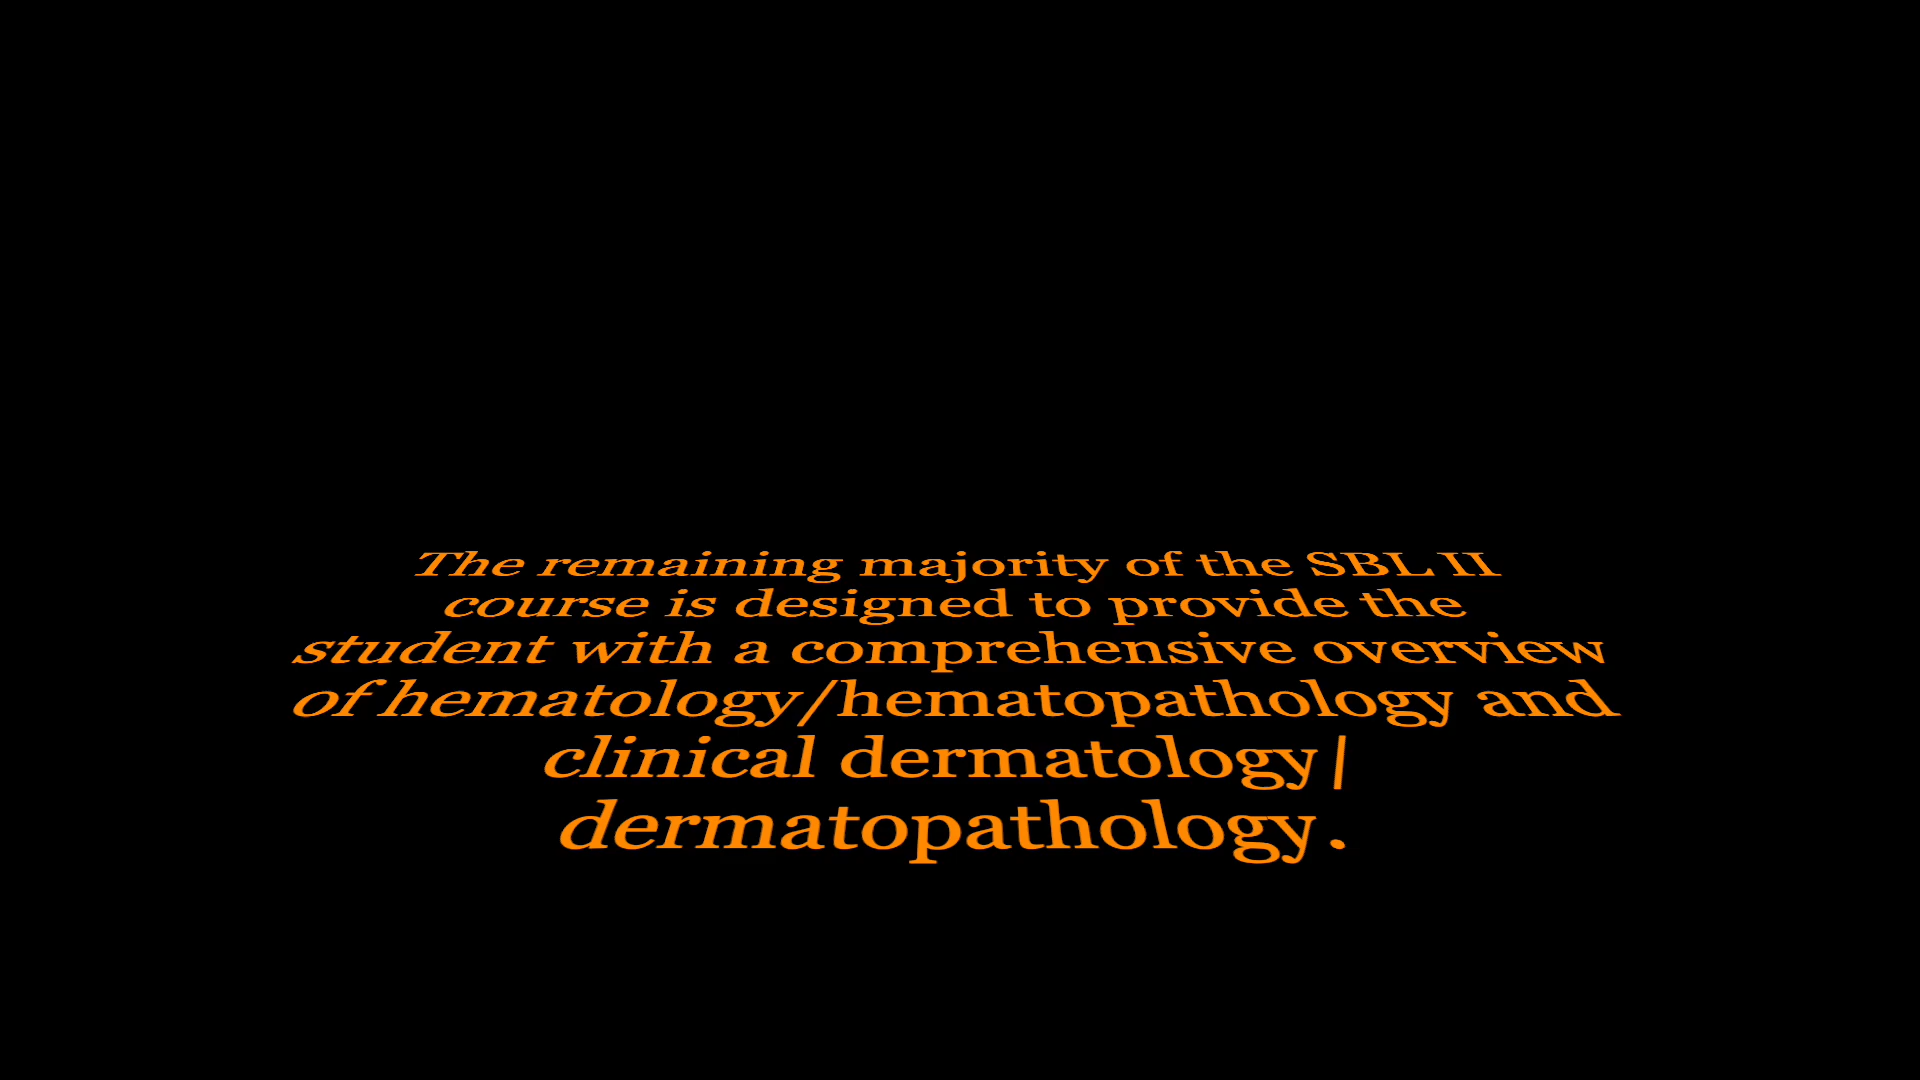 The remaining majority of the SBL II
course is designed to provide the
student with a comprehensive overview
of hematology/hematopathology and
clinical dermatology/
dermatopathology.